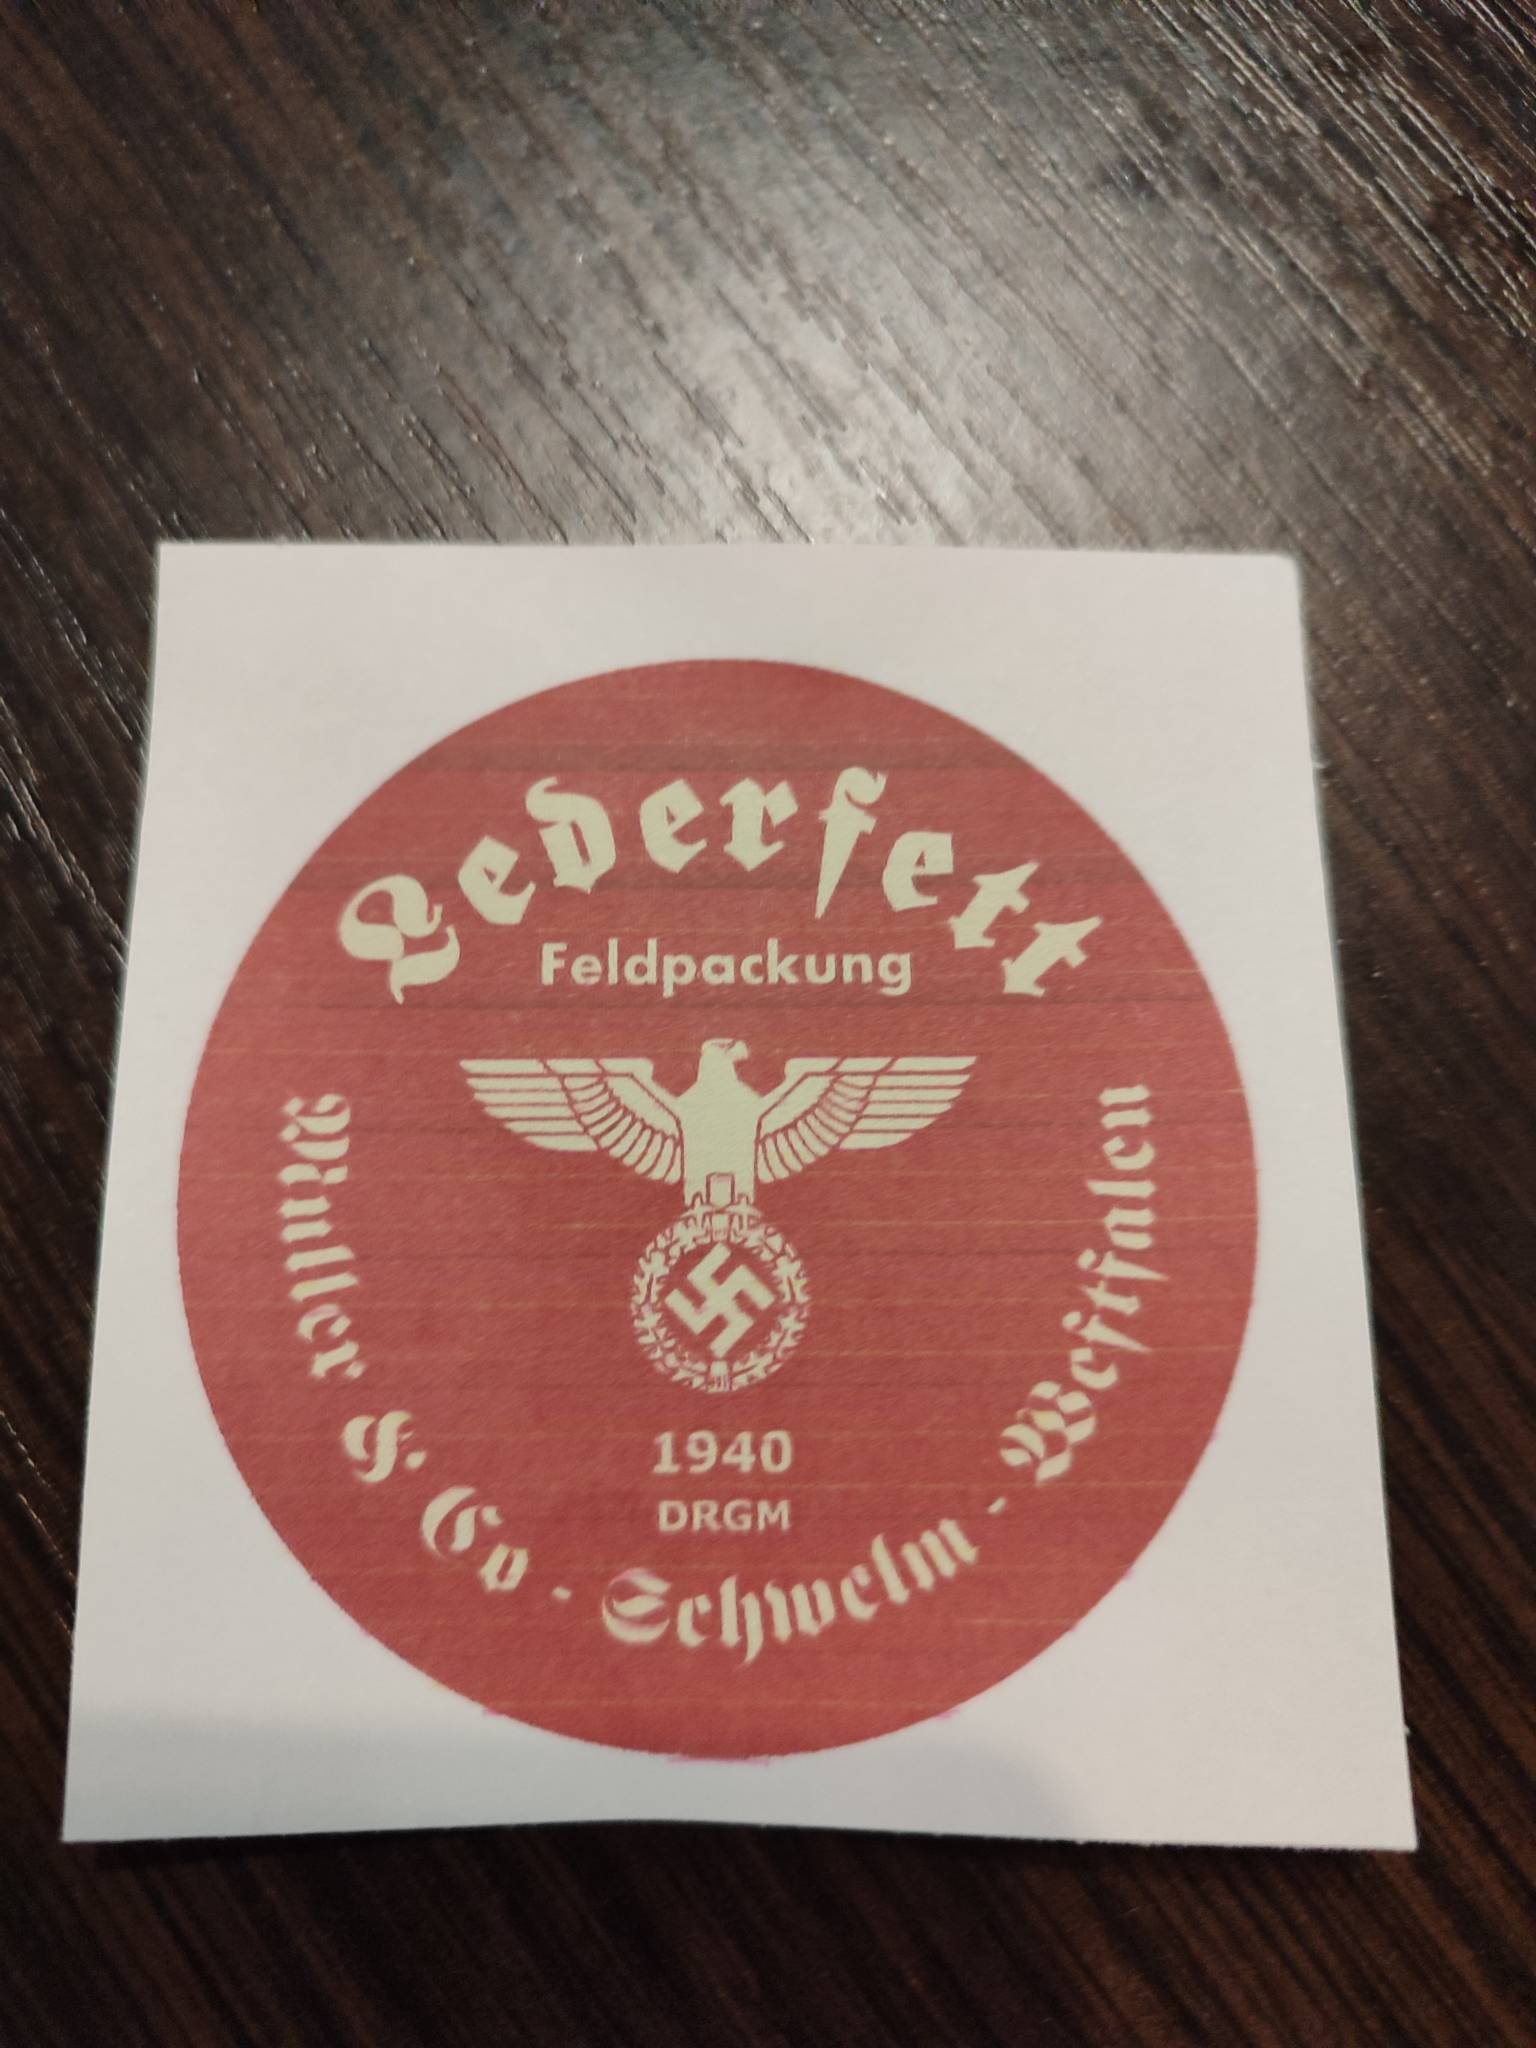 Lederfett
Feldpackung
1940
DRGM
Müller & Co - Schwelm - Westfalen